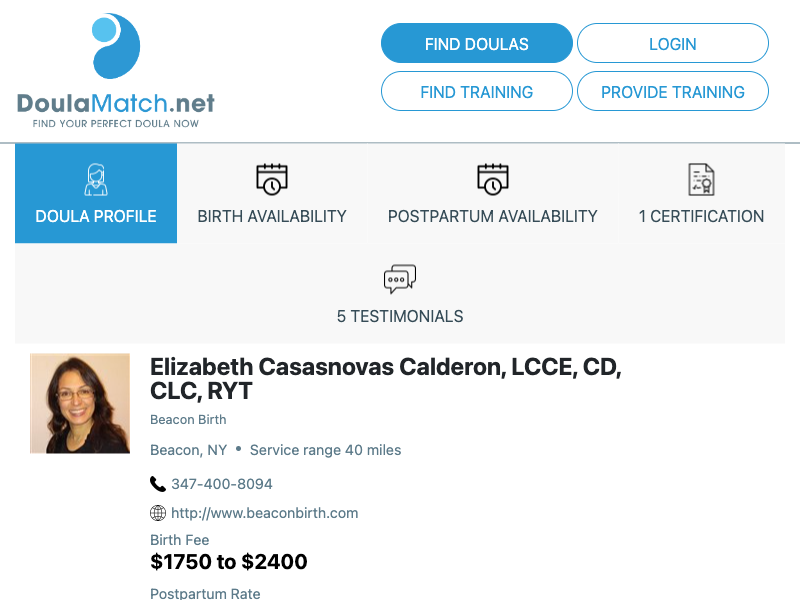 DoulaMatch.net
FIND YOUR PERFECT DOULA NOW
FIND DOULAS
LOGIN
FIND TRAINING
PROVIDE TRAINING
DOULA PROFILE
BIRTH AVAILABILITY
POSTPARTUM AVAILABILITY
1 CERTIFICATION
5 TESTIMONIALS
Elizabeth Casasnovas Calderon, LCCE, CD,
CLC, RYT
Beacon Birth
Beacon, NY • Service range 40 miles
347-400-8094
http://www.beaconbirth.com
Birth Fee
$1750 to $2400
Postpartum Rate